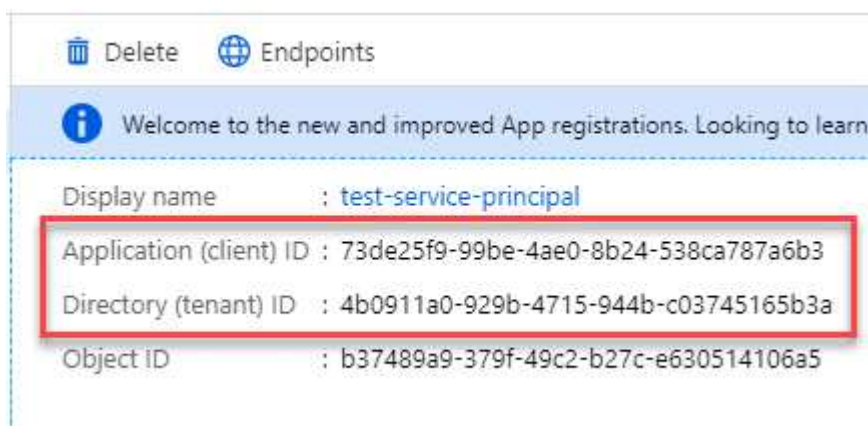 Delete Endpoints
Welcome to the new and improved App registrations. Looking to learn
Display name : test-service-principal
Application (client) ID : 73de25f9-99be-4ae0-8b24-538ca787a6b3
Directory (tenant) ID : 4b0911a0-929b-4715-944b-c03745165b3a
Object ID : b37489a9-379f-49c2-b27c-e630514106a5